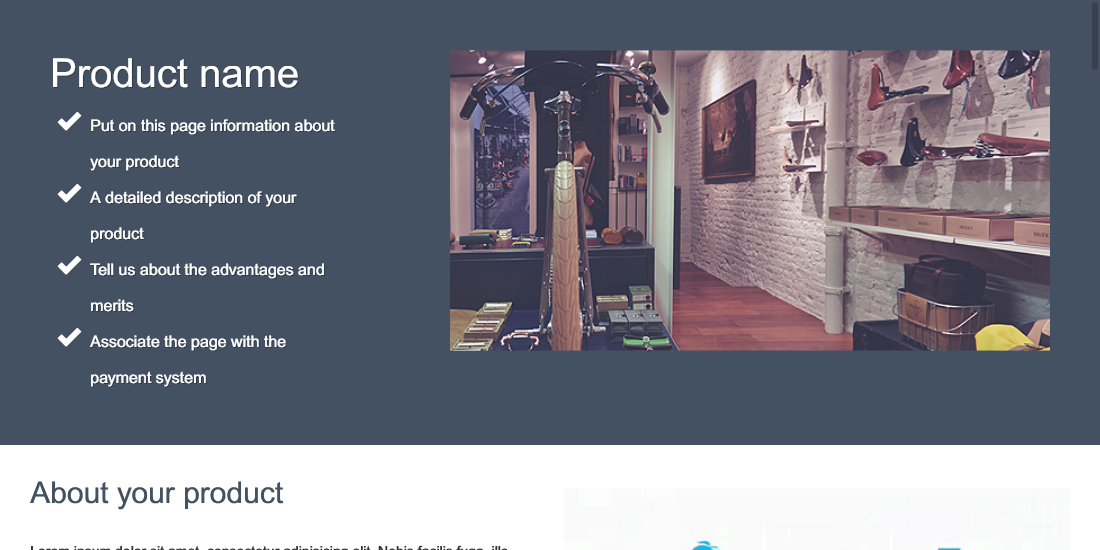 Product name
Put on this page information about
your product
A detailed description of your
product
Tell us about the advantages and
merits
Associate the page with the
payment system
About your product
Lorem ipsum dolor sit amet, consectetur adipisicing elit. Nobis facilis fuga, illo